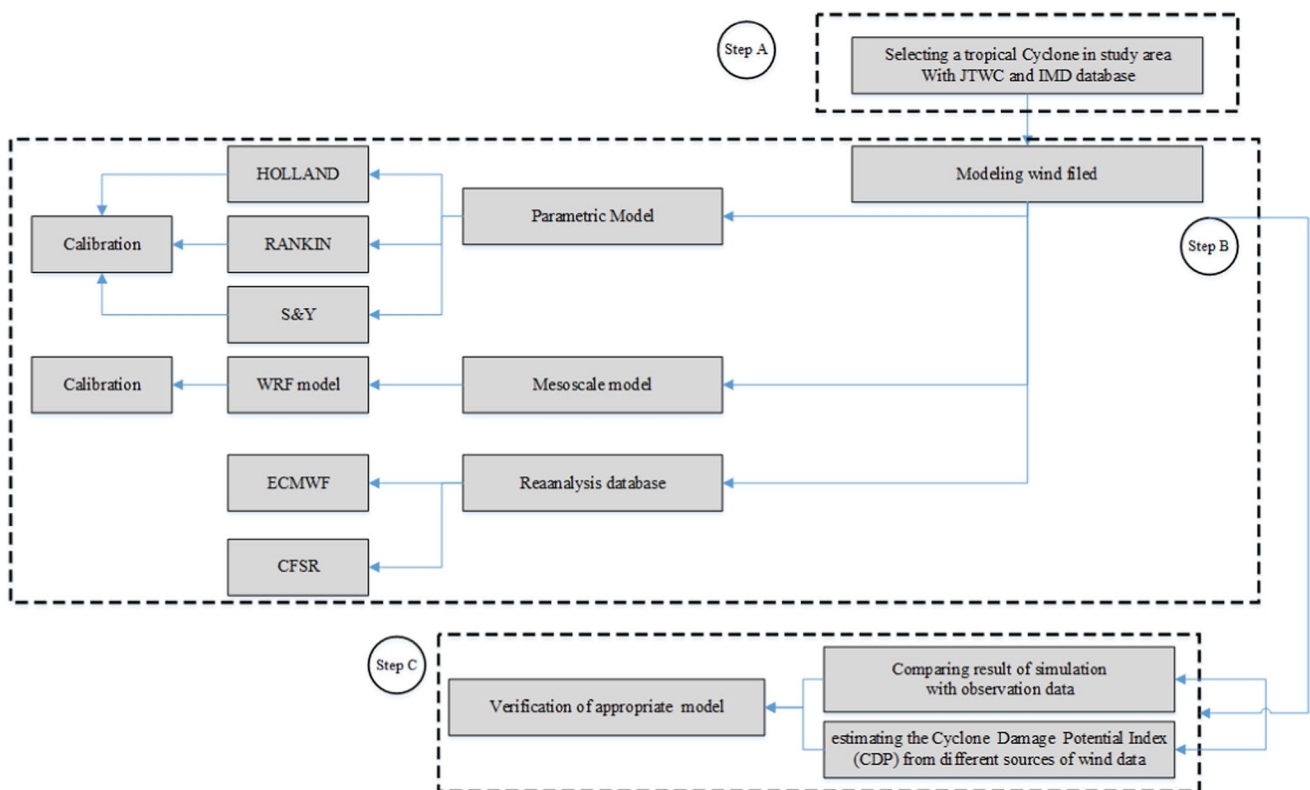 Step A
Selecting a tropical Cyclone in study area
With JTWC and IMD database
Modeling wind filed
Step B
Parametric Model
HOLLAND
RANKIN
S&Y
Calibration
Mesoscale model
WRF model
Calibration
Reaanalysis database
ECMWF
CFSR
Step C
Comparing result of simulation
with observation data
estimating the Cyclone Damage Potential Index
(CDP) from different sources of wind data
Verification of appropriate model